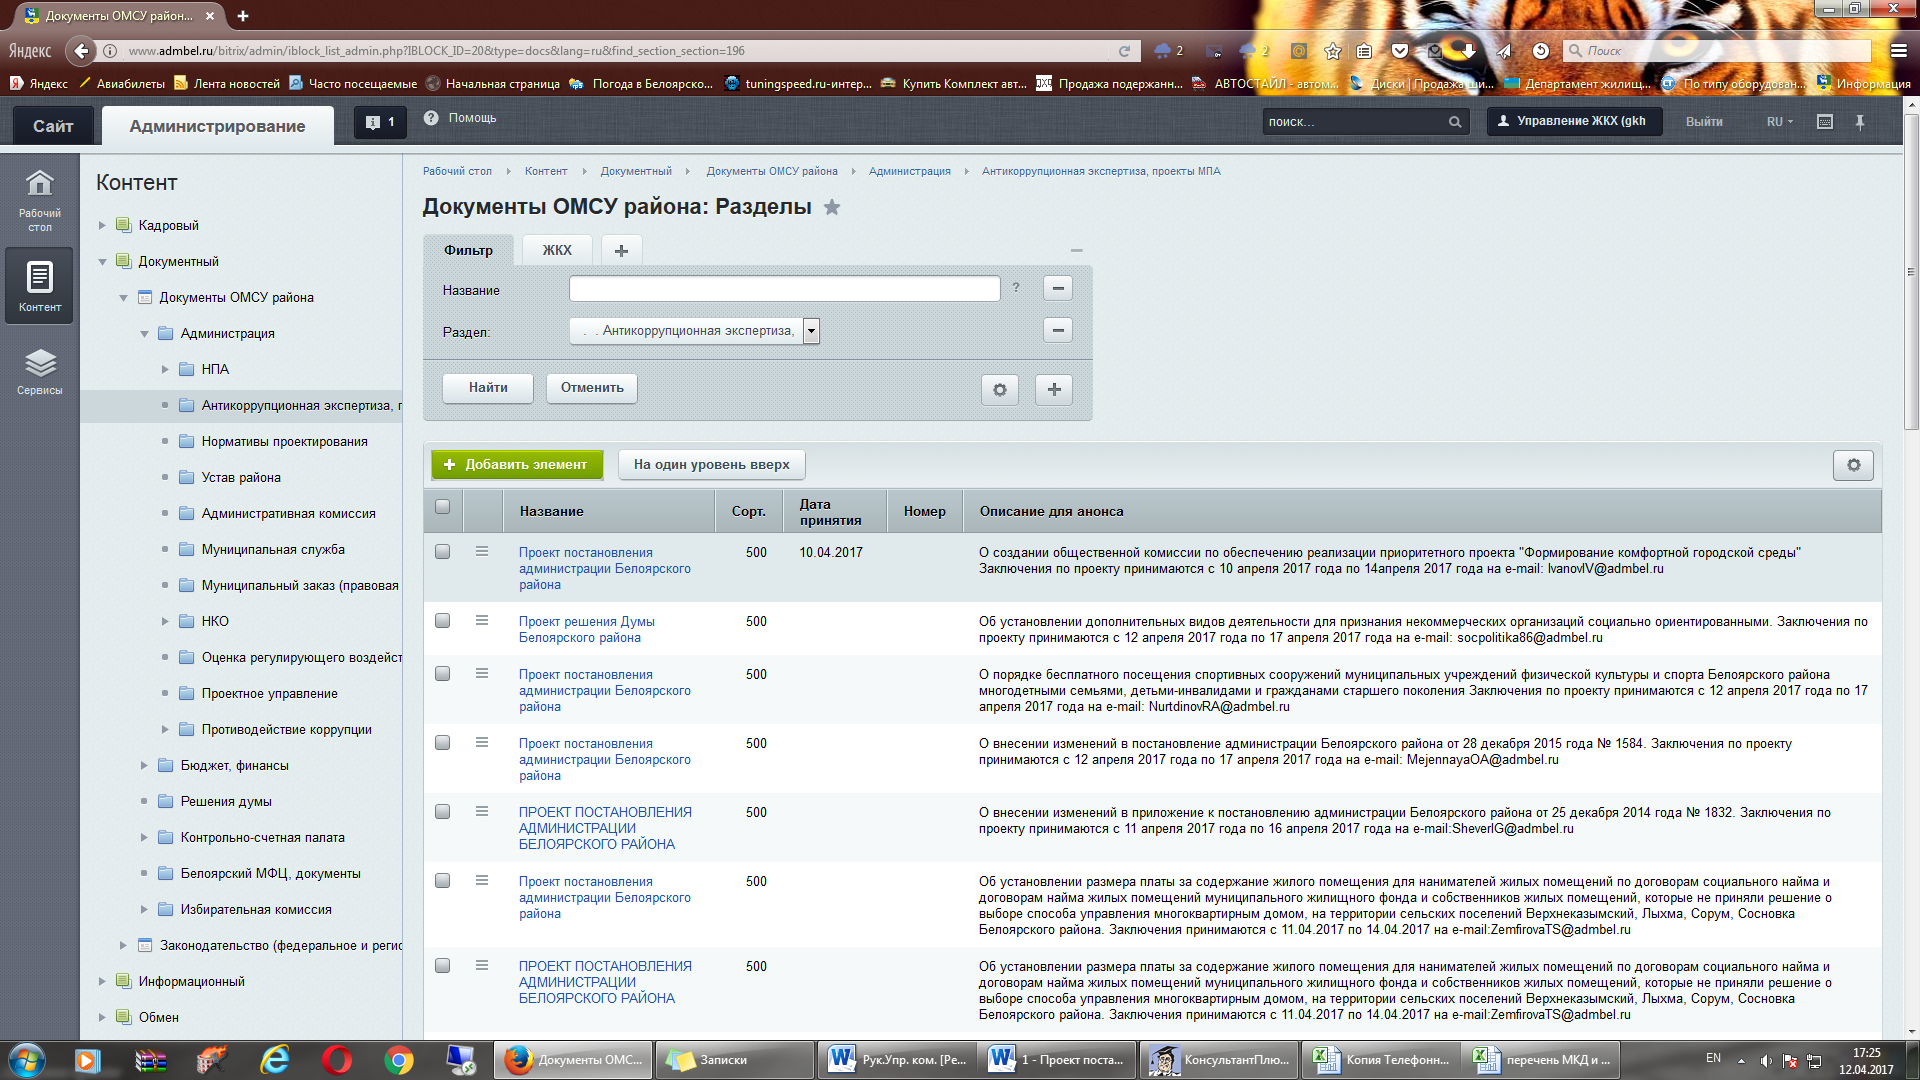 Документы ОМСУ район...
Яндекс
www.admbel.ru/bitrix/admin/iblock_list_admin.php?IBLOCK_ID=20&type=docs&lang=ru&find_section_section=196
2
2
Поиск
Яндекс
Авиабилеты
Лента новостей
Часто посещаемые
Начальная страница
Погода в Белоярско...
tuningspeed.ru-интер...
Купить Комплект авт...
Продажа подержанн...
АВТОСТАЙЛ - автом...
Диски | Продажа ши...
Департамент жилищ...
По типу оборудован...
Информация
Сайт
Администрирование
1
Помощь
поиск...
Управление ЖКХ (gkh
Выйти
RU
Рабочий стол
Контент
Сервисы
Контент
Кадровый
Документный
Документы ОМСУ района
Администрация
НПА
Антикоррупционная экспертиза, г
Нормативы проектирования
Устав района
Административная комиссия
Муниципальная служба
Муниципальный заказ (правовая
НКО
Оценка регулирующего воздейст
Проектное управление
Противодействие коррупции
Бюджет, финансы
Решения думы
Контрольно-счетная палата
Белоярский МФЦ, документы
Избирательная комиссия
Законодательство (федеральное и регис
Информационный
Обмен
Рабочий стол
Контент
Документный
Документы ОМСУ района
Администрация
Антикоррупционная экспертиза, проекты МПА
Документы ОМСУ района: Разделы
Фильтр
ЖКХ
Название
?
Раздел:
. . Антикоррупционная экспертиза,
Найти
Отменить
Добавить элемент
На один уровень вверх
Название
Сорт.
Дата
принятия
Номер
Описание для анонса
Проект постановления
администрации Белоярского
района
500
10.04.2017
О создании общественной комиссии по обеспечению реализации приоритетного проекта "Формирование комфортной городской среды"
Заключения по проекту принимаются с 10 апреля 2017 года по 14апреля 2017 года на e-mail: IvanovIV@admbel.ru
Проект решения Думы
Белоярского района
500
Об установлении дополнительных видов деятельности для признания некоммерческих организаций социально ориентированными. Заключения по
проекту принимаются с 12 апреля 2017 года по 17 апреля 2017 года на e-mail: socpolitika86@admbel.ru
Проект постановления
администрации Белоярского
района
500
О порядке бесплатного посещения спортивных сооружений муниципальных учреждений физической культуры и спорта Белоярского района
многодетными семьями, детьми-инвалидами и гражданами старшего поколения Заключения по проекту принимаются с 12 апреля 2017 года по 17
апреля 2017 года на e-mail: NurtdinovRA@admbel.ru
Проект постановления
администрации Белоярского
района
500
О внесении изменений в постановление администрации Белоярского района от 28 декабря 2015 года № 1584. Заключения по проекту
принимаются с 12 апреля 2017 года по 17 апреля 2017 года на e-mail: MejennayaOA@admbel.ru
ПРОЕКТ ПОСТАНОВЛЕНИЯ
АДМИНИСТРАЦИИ
БЕЛОЯРСКОГО РАЙОНА
500
О внесении изменений в приложение к постановлению администрации Белоярского района от 25 декабря 2014 года № 1832. Заключения по
проекту принимаются с 11 апреля 2017 года по 16 апреля 2017 года на e-mail:SheverIG@admbel.ru
Проект постановления
администрации Белоярского
района
500
Об установлении размера платы за содержание жилого помещения для нанимателей жилых помещений по договорам социального найма и
договорам найма жилых помещений муниципального жилищного фонда и собственников жилых помещений, которые не приняли решение о
выборе способа управления многоквартирным домом, на территории сельских поселений Верхнеказымский, Лыхма, Сорум, Сосновка
Белоярского района. Заключения принимаются с 11.04.2017 по 14.04.2017 на e-mail:ZemfirovaTS@admbel.ru
ПРОЕКТ ПОСТАНОВЛЕНИЯ
АДМИНИСТРАЦИИ
БЕЛОЯРСКОГО РАЙОНА
500
Об установлении размера платы за содержание жилого помещения для нанимателей жилых помещений по договорам социального найма и
договорам найма жилых помещений муниципального жилищного фонда и собственников жилых помещений, которые не приняли решение о
выборе способа управления многоквартирным домом, на территории сельских поселений Верхнеказымский, Лыхма, Сорум, Сосновка
Белоярского района. Заключения принимаются с 11.04.2017 по 14.04.2017 на e-mail:ZemfirovaTS@admbel.ru
Документы ОМС...
Записки
Рук.Упр. ком. [Ре...
1 - Проект поста...
КонсультантПлю...
Копия Телефонн...
перечень МКД и ...
EN
17:25
12.04.2017